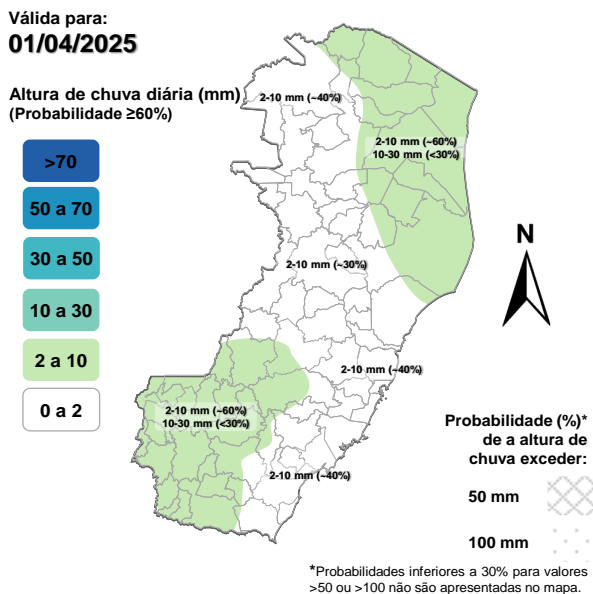 Válida para:
01/04/2025
Altura de chuva diária (mm)
(Probabilidade ≥60%)
>70
50 a 70
30 a 50
10 a 30
2 a 10
0 a 2
2-10 mm (~40%)
2-10 mm (~60%)
10-30 mm (<30%)
2-10 mm (~30%)
2-10 mm (~40%)
2-10 mm (~60%)
10-30 mm (<30%)
2-10 mm (~40%)
N
Probabilidade (%)*
de a altura de
chuva exceder:
50 mm
100 mm
*Probabilidades inferiores a 30% para valores
>50 ou >100 não são apresentadas no mapa.